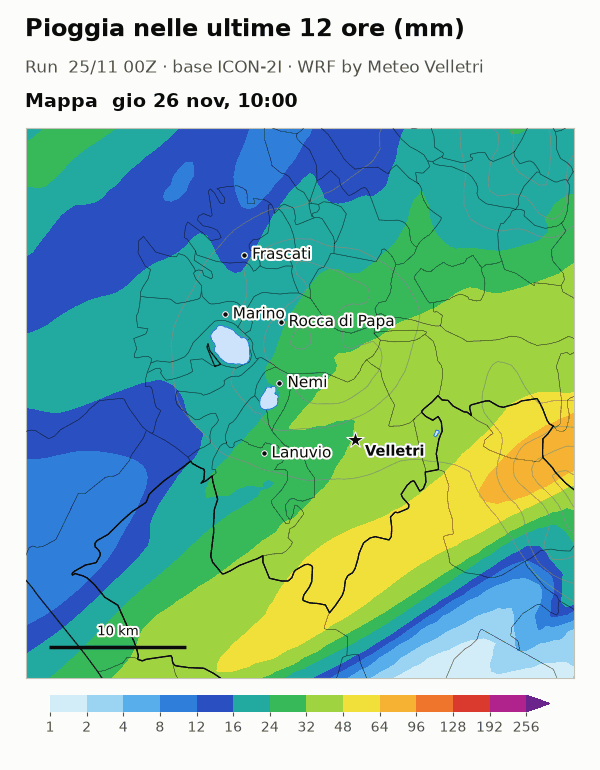 Pioggia nelle ultime 12 ore (mm)
Run  25/11 00Z · base ICON-2I · WRF by Meteo Velletri
Mappa  gio 26 nov, 10:00
Frascati
Marino
Rocca di Papa
Nemi
Velletri
Lanuvio
10 km
1 2 4 8 12 16 24 32 48 64 96 128 192 256